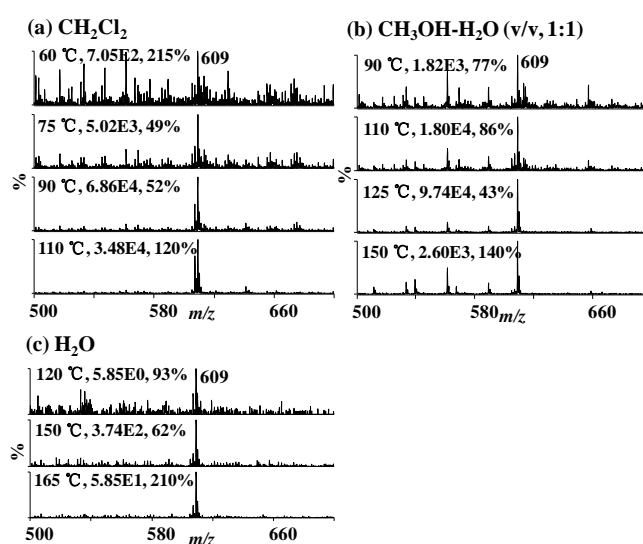 (a) CH₂Cl₂
60 ℃, 7.05E2, 215%
609
75 ℃, 5.02E3, 49%
90 ℃, 6.86E4, 52%
110 ℃, 3.48E4, 120%
%
500 580 m/z 660
(b) CH₃OH-H₂O (v/v, 1:1)
90 ℃, 1.82E3, 77%
609
110 ℃, 1.80E4, 86%
125 ℃, 9.74E4, 43%
150 ℃, 2.60E3, 140%
%
500 580 m/z 660
(c) H₂O
120 ℃, 5.85E0, 93%
609
150 ℃, 3.74E2, 62%
165 ℃, 5.85E1, 210%
%
500 580 m/z 660